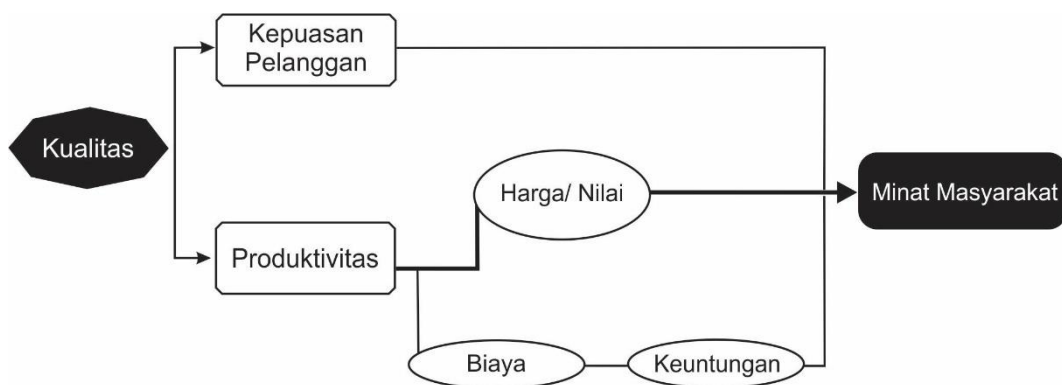 Kepuasan
Pelanggan
Kualitas
Harga/ Nilai
Minat Masyarakat
Produktivitas
Biaya
Keuntungan